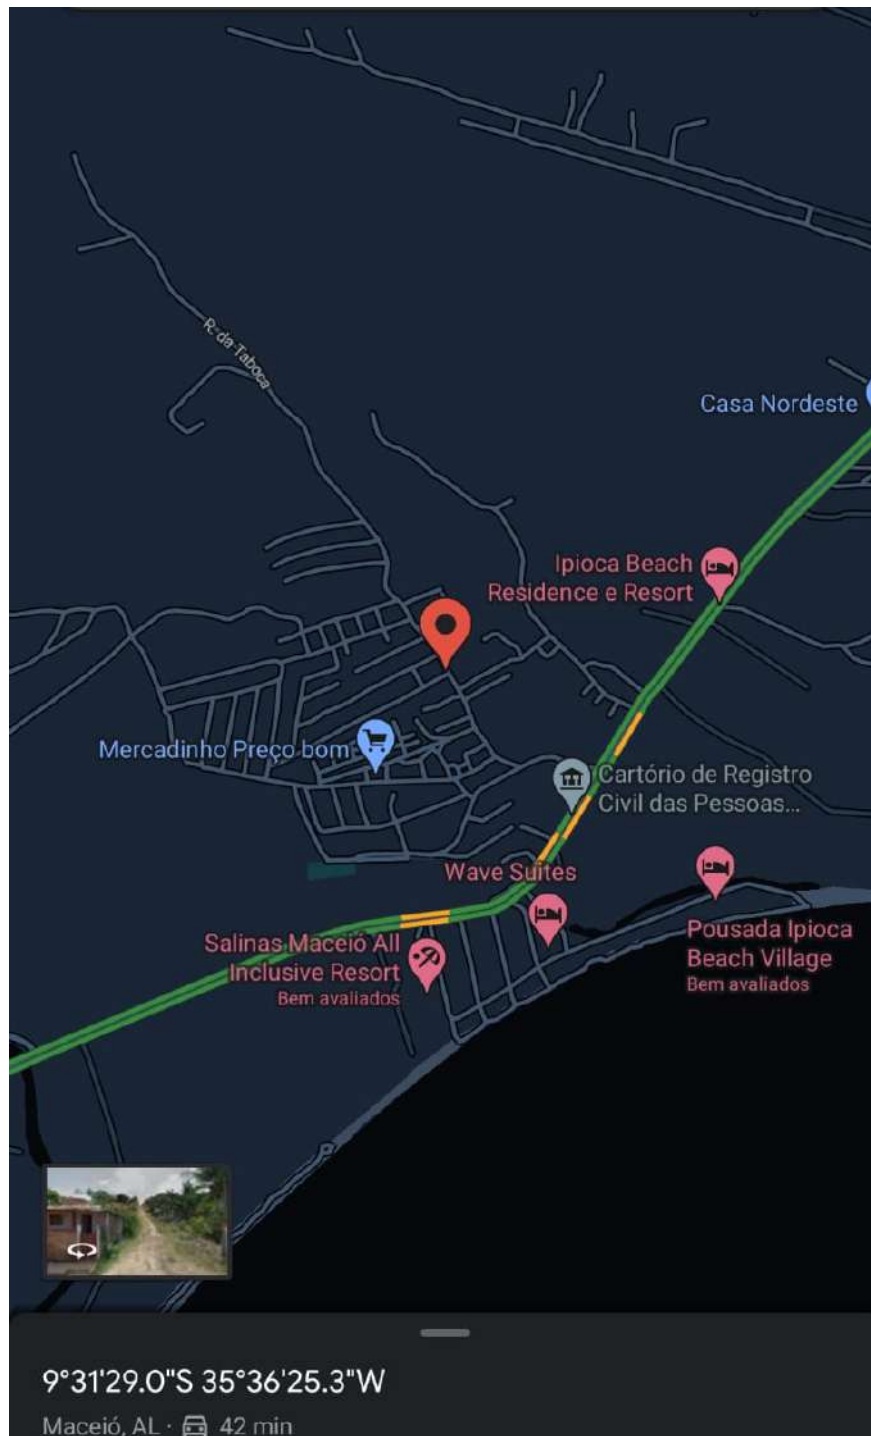 R. da Taboca
Casa Nordeste
Ipioca Beach
Residence e Resort
Mercadinho Preço bom
Cartório de Registro
Civil das Pessoas...
Wave Suites
Salinas Maceió All
Inclusive Resort
Bem avaliados
Pousada Ipioca
Beach Village
Bem avaliados
9°31'29.0"S 35°36'25.3"W
Maceió, AL · 42 min